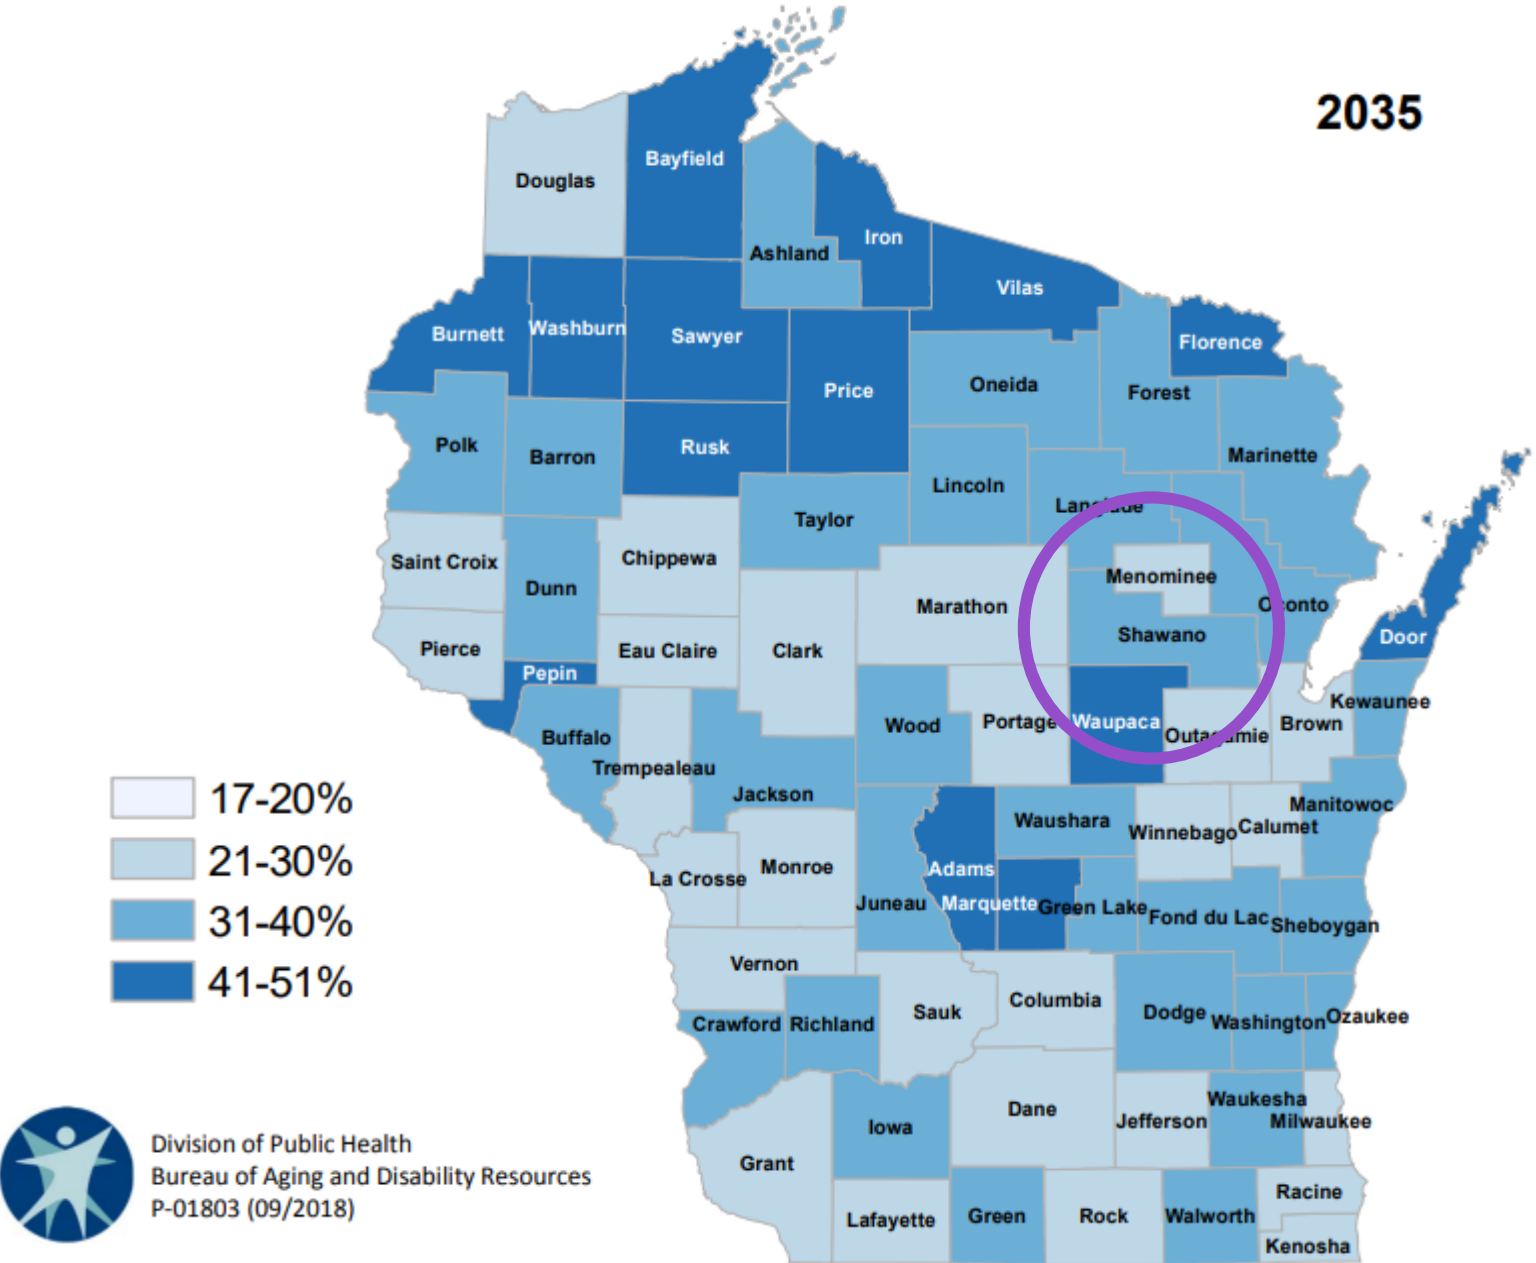 2035
Douglas
Bayfield
Ashland
Iron
Vilas
Burnett
Washburn
Sawyer
Price
Florence
Oneida
Forest
Polk
Barron
Rusk
Marinette
Lincoln
Langlade
Taylor
Saint Croix
Dunn
Chippewa
Marathon
Menominee
Oconto
Shawano
Door
Pierce
Eau Claire
Clark
Pepin
Buffalo
Wood
Portage
Waupaca
Outagamie
Brown
Kewaunee
Trempealeau
Jackson
17-20%
21-30%
31-40%
41-51%
Waushara
Winnebago
Calumet
Manitowoc
La Crosse
Monroe
Juneau
Adams
Marquette
Green Lake
Fond du Lac
Sheboygan
Vernon
Crawford
Richland
Sauk
Columbia
Dodge
Washington
Ozaukee
Grant
Iowa
Dane
Jefferson
Waukesha
Milwaukee
Lafayette
Green
Rock
Walworth
Racine
Kenosha
Division of Public Health
Bureau of Aging and Disability Resources
P-01803 (09/2018)